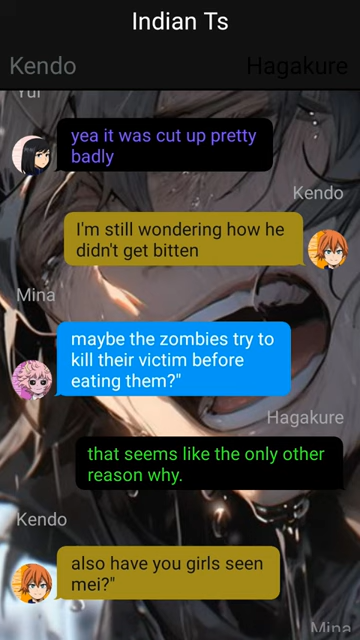 Indian Ts
Kendo
Hagakure
Yui
yea it was cut up pretty
badly
Kendo
I'm still wondering how he
didn't get bitten
Mina
maybe the zombies try to
kill their victim before
eating them?"
Hagakure
that seems like the only other
reason why.
Kendo
also have you girls seen
mei?"
Mina